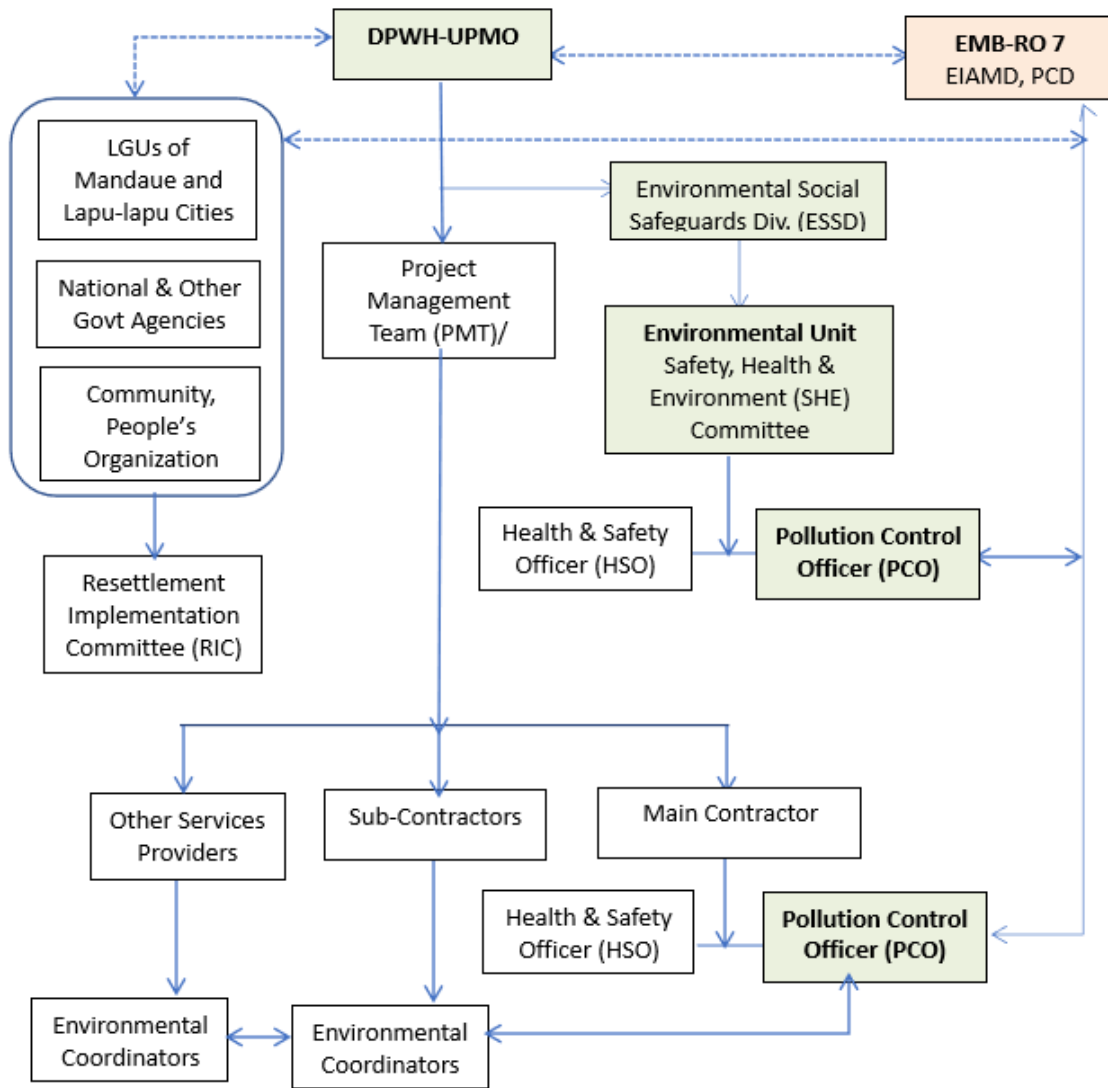 DPWH-UPMO
EMB-RO 7
EIAMD, PCD
LGUs of
Mandaue and
Lapu-lapu Cities
National & Other
Govt Agencies
Community,
People's
Organization
Resettlement
Implementation
Committee (RIC)
Environmental Social
Safeguards Div. (ESSD)
Project
Management
Team (PMT)/
Environmental Unit
Safety, Health &
Environment (SHE)
Committee
Health & Safety
Officer (HSO)
Pollution Control
Officer (PCO)
Other Services
Providers
Sub-Contractors
Main Contractor
Health & Safety
Officer (HSO)
Pollution Control
Officer (PCO)
Environmental
Coordinators
Environmental
Coordinators